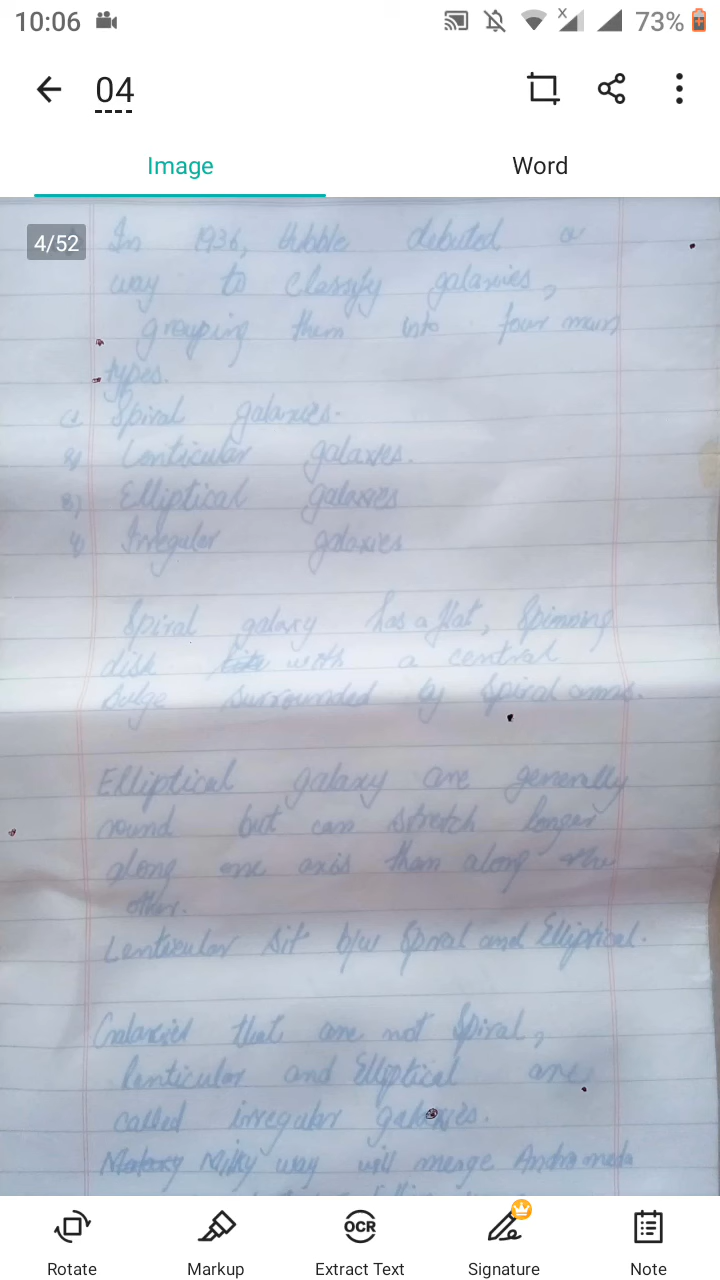 10:06
73%
04
Image Word
4/52
In 1936, Hubble debuted a
way to classify galaxies,
grouping them into four main
types.
Spiral galaxies.
2) Lenticular galaxies.
3) Elliptical galaxies
4) Irregular galaxies
Spiral galaxy has a flat, spinning
disk with a central
bulge surrounded by spiral arms.
Elliptical galaxy are generally
round but can stretch longer
along one axis than along the
other.
Lenticular sit b/w Spiral and Elliptical.
Galaxies that are not Spiral,
lenticular and Elliptical are
called irregular galaxies.
Milky way will merge Andromeda
Rotate Markup OCR Extract Text Signature Note